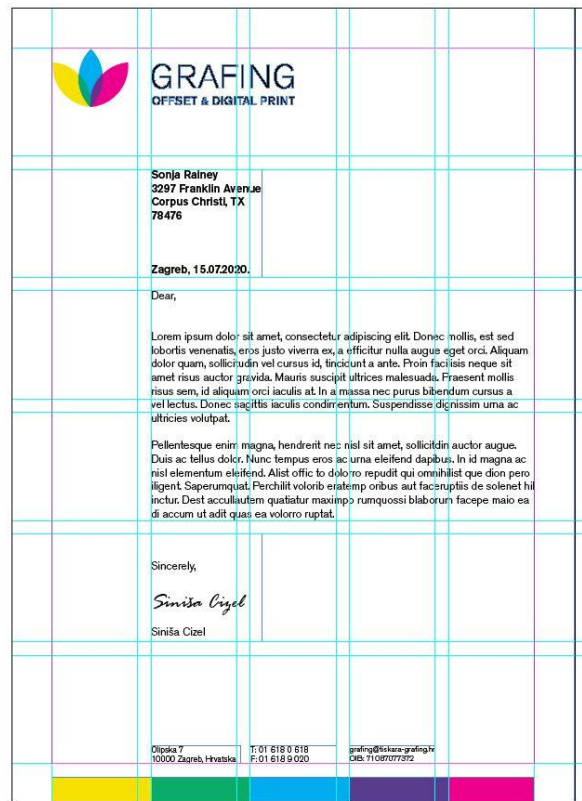 GRAFING
OFFSET & DIGITAL PRINT
Sonja Rainey
3297 Franklin Avenue
Corpus Christi, TX
78476
Zagreb, 15.07.2020.
Dear,
Lorem ipsum dolor sit amet, consectetur adipiscing elit. Donec mollis, est sed
lobortis venenatis, eros justo viverra ex, a efficitur nulla augue eget orci. Aliquam
dolor quam, sollicitudin vel cursus id, tincidunt a ante. Proin facilisis neque sit
amet risus auctor gravida. Mauris suscipit ultrices malesuada. Praesent mollis
risus sem, id aliquam orci iaculis at. In a massa nec purus bibendum cursus a
vel lectus. Donec sagittis iaculis condimentum. Suspendisse dignissim urna ac
ultricies volutpat.
Pellentesque enim magna, hendrerit nec nisl sit amet, sollicitdin auctor augue.
Duis ac tellus dolor. Nunc tempus eros ac urna eleifend dapibus. In id magna ac
nisl elementum eleifend. Alist offic to dolorro repudit qui omnihilist que dion pero
iligent. Saperumquat. Perchilit volorib eratemp oribus aut faceruptiis de solenet hil
inctur. Dest accullautem quatiatur maximpo rumquossi blaborum facepe maio ea
di accum ut adit quas ea volorro ruptat.
Sincerely,
Siniša Cizel
Siniša Cizel
Olipska 7
10000 Zagreb, Hrvatska
T: 01 618 0 618
F: 01 618 9 020
grafing@tiskara-grafing.hr
OIB: 71087077372